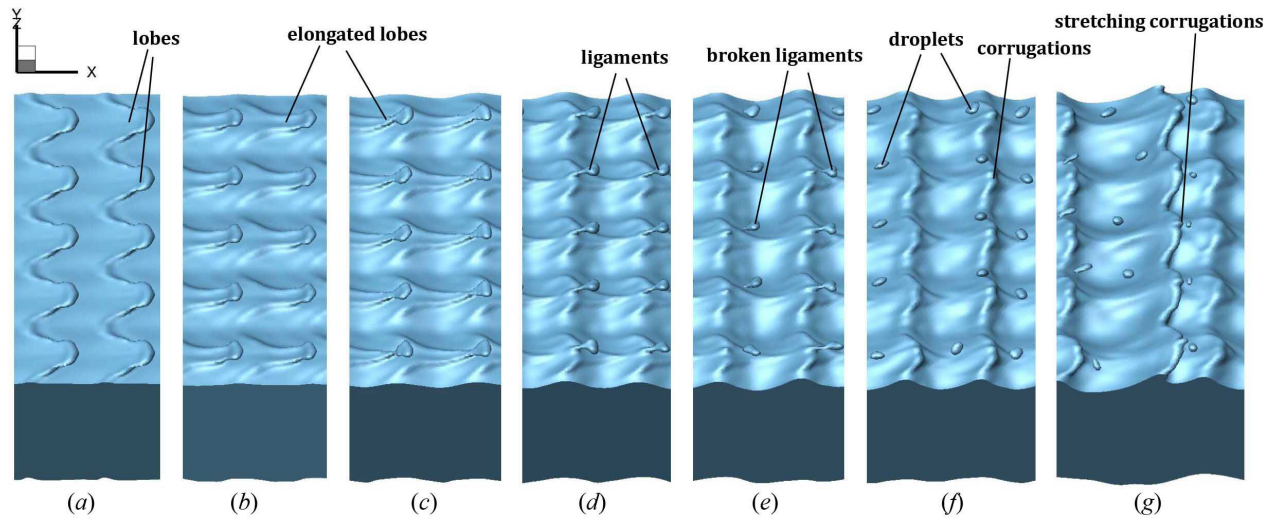 Y
Z
X
lobes
elongated lobes
ligaments
broken ligaments
droplets
corrugations
stretching corrugations
(a)
(b)
(c)
(d)
(e)
(f)
(g)